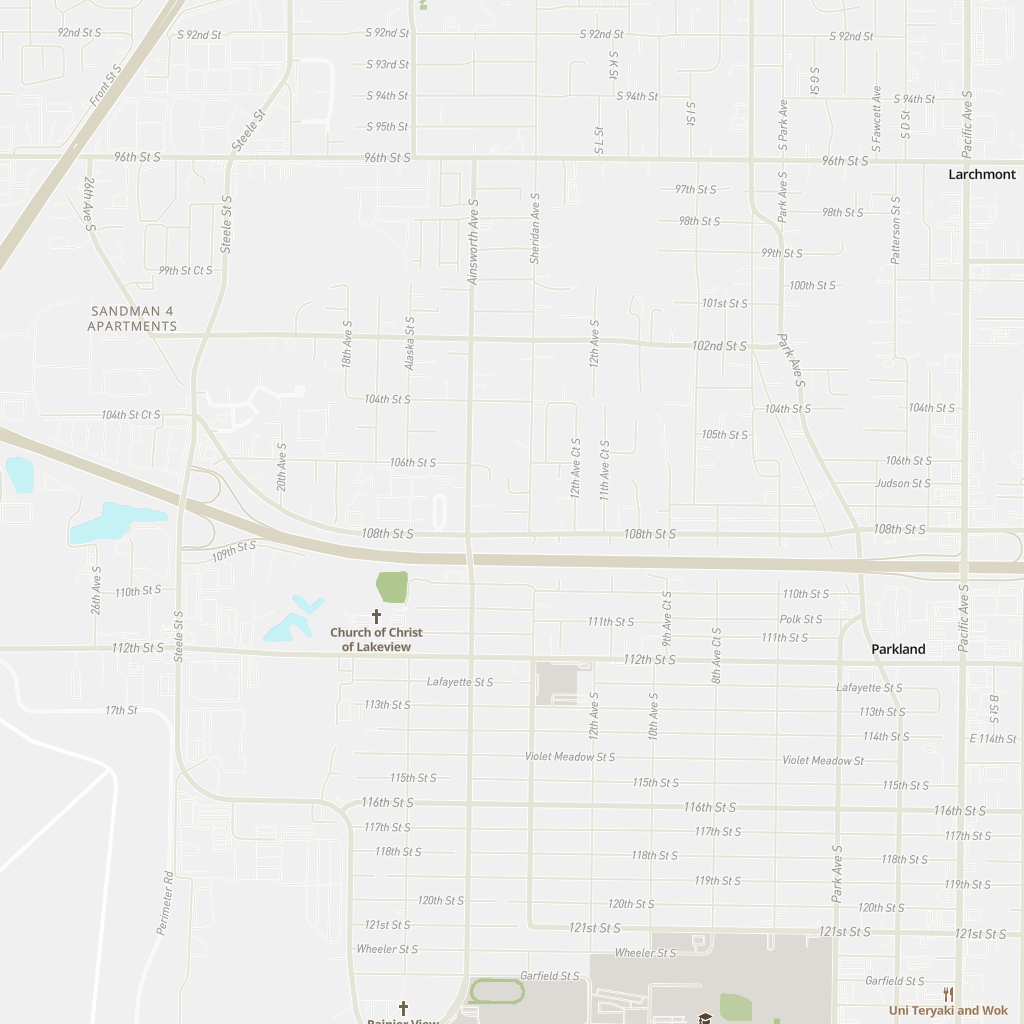 92nd St S
S 92nd St
S 92nd St
S 92nd St
S 92nd St
Front St S
S 93rd St
S K St
S G St
S 94th St
S 94th St
S 94th St
S I St
S Park Ave
S Fawcett Ave
S D St
Pacific Ave S
Steele St
S 95th St
S L St
96th St S
96th St S
96th St S
96th St S
Larchmont
26th Ave S
97th St S
Park Ave S
Steele St S
Ainsworth Ave S
Sheridan Ave S
98th St S
98th St S
Patterson St S
99th St S
99th St Ct S
100th St S
SANDMAN 4
APARTMENTS
101st St S
18th Ave S
Alaska St S
12th Ave S
102nd St S
Park Ave S
104th St S
104th St Ct S
104th St S
104th St S
105th St S
20th Ave S
106th St S
12th Ave Ct S
11th Ave Ct S
106th St S
Judson St S
108th St S
108th St S
108th St S
109th St S
26th Ave S
110th St S
110th St S
9th Ave Ct S
Pacific Ave S
Church of Christ
of Lakeview
Steele St S
111th St S
Polk St S
111th St S
112th St S
112th St S
8th Ave Ct S
Parkland
Lafayette St S
Lafayette St S
17th St
113th St S
12th Ave S
10th Ave S
113th St S
B St S
114th St S
E 114th St
Violet Meadow St S
Violet Meadow St
115th St S
115th St S
115th St S
116th St S
116th St S
116th St S
117th St S
117th St S
117th St S
118th St S
118th St S
118th St S
119th St S
119th St S
Park Ave S
Perimeter Rd
120th St S
120th St S
120th St S
121st St S
121st St S
121st St S
121st St S
Wheeler St S
Wheeler St S
Garfield St S
Garfield St S
Uni Teryaki and Wok
Rainier View